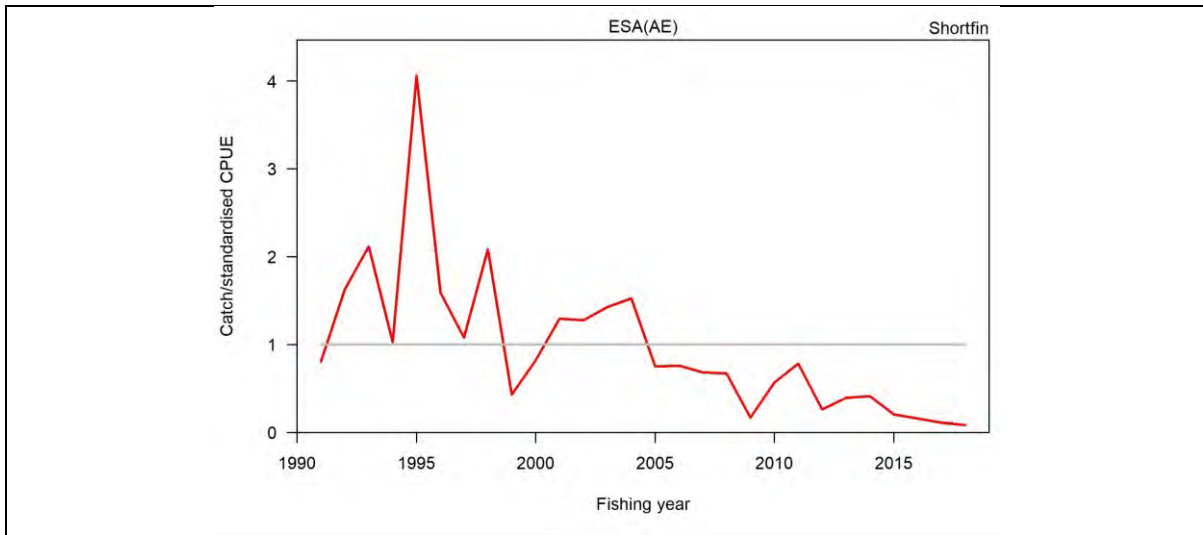 ESA(AE)
Shortfin
Catch/standardised CPUE
4
3
2
1
0
1990 1995 2000 2005 2010 2015
Fishing year